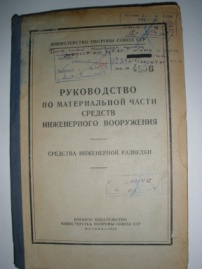 МИНИСТЕРСТВО ОБОРОНЫ СОЮЗА ССР
РУКОВОДСТВО
ПО МАТЕРИАЛЬНОЙ ЧАСТИ
СРЕДСТВ
ИНЖЕНЕРНОГО ВООРУЖЕНИЯ
СРЕДСТВА ИНЖЕНЕРНОЙ РАЗВЕДКИ
ВОЕННОЕ ИЗДАТЕЛЬСТВО
МИНИСТЕРСТВА ОБОРОНЫ СОЮЗА ССР